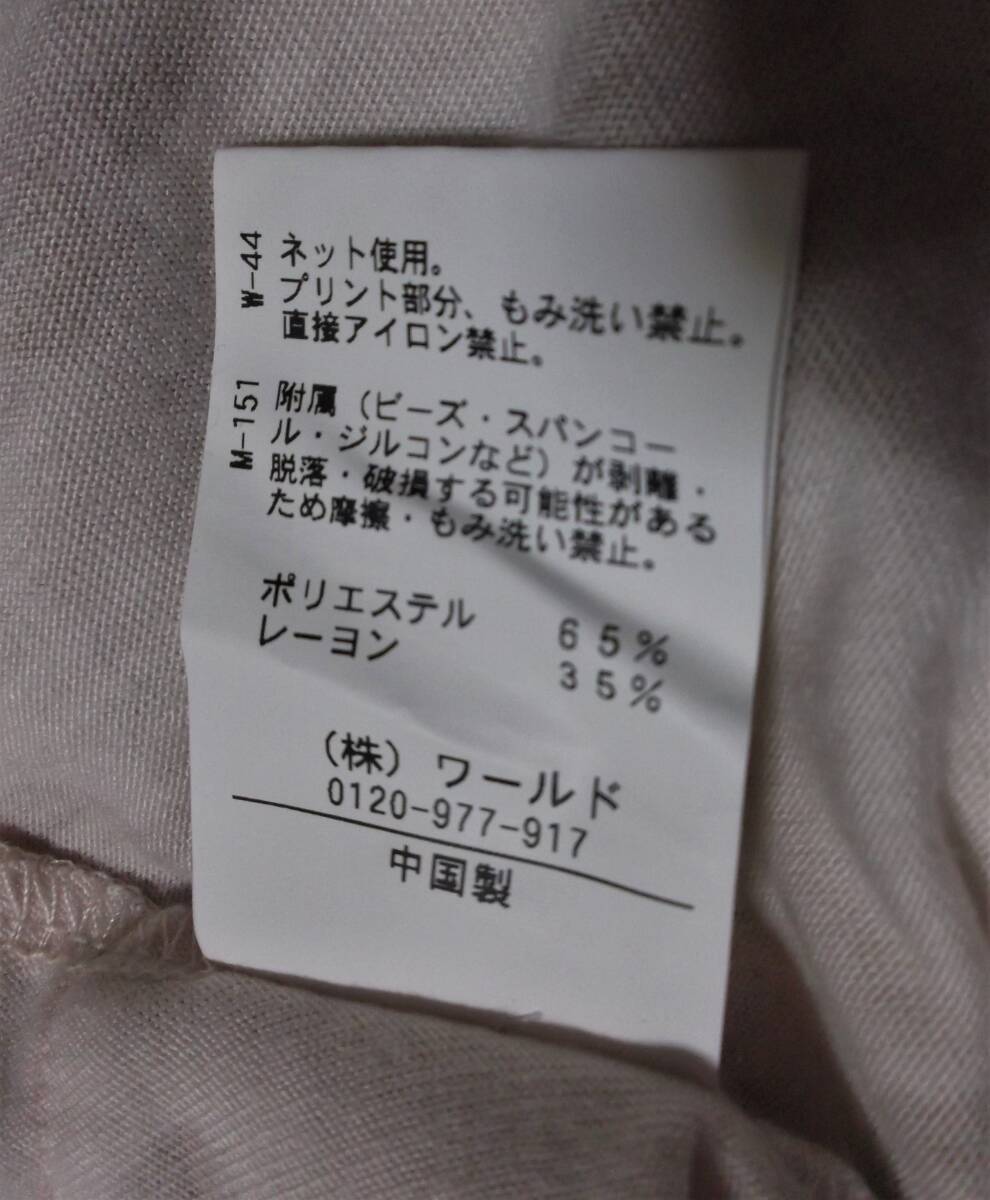 W-44
ネット使用。
プリント部分、もみ洗い禁止。
直接アイロン禁止。
M-151
附属(ビーズ・スパンコー
ル・ジルコンなど)が剥離・
脱落・破損する可能性がある
ため摩擦・もみ洗い禁止。
ポリエステル 65%
レーヨン 35%
(株)ワールド
0120-977-917
中国製